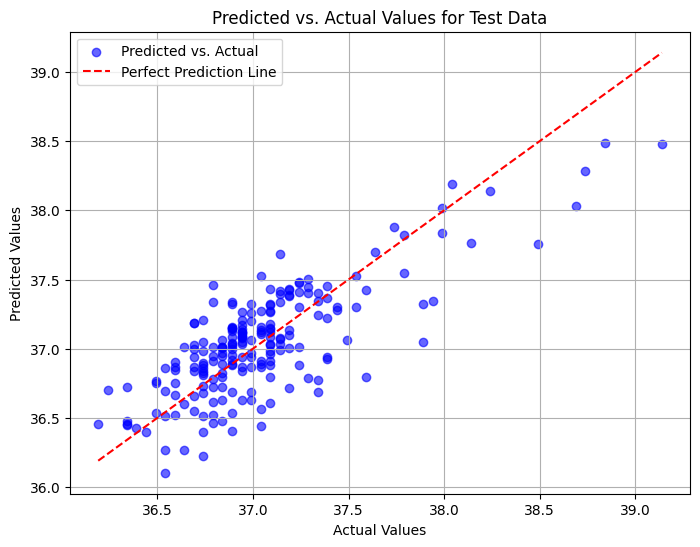 Predicted vs. Actual Values for Test Data
Predicted vs. Actual
Perfect Prediction Line
Predicted Values
39.0
38.5
38.0
37.5
37.0
36.5
36.0
36.5 37.0 37.5 38.0 38.5 39.0
Actual Values